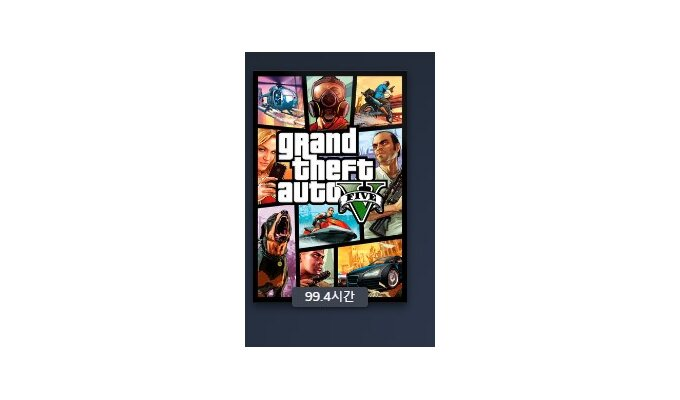 grand
theft
auto
FIVE
V
99.4시간